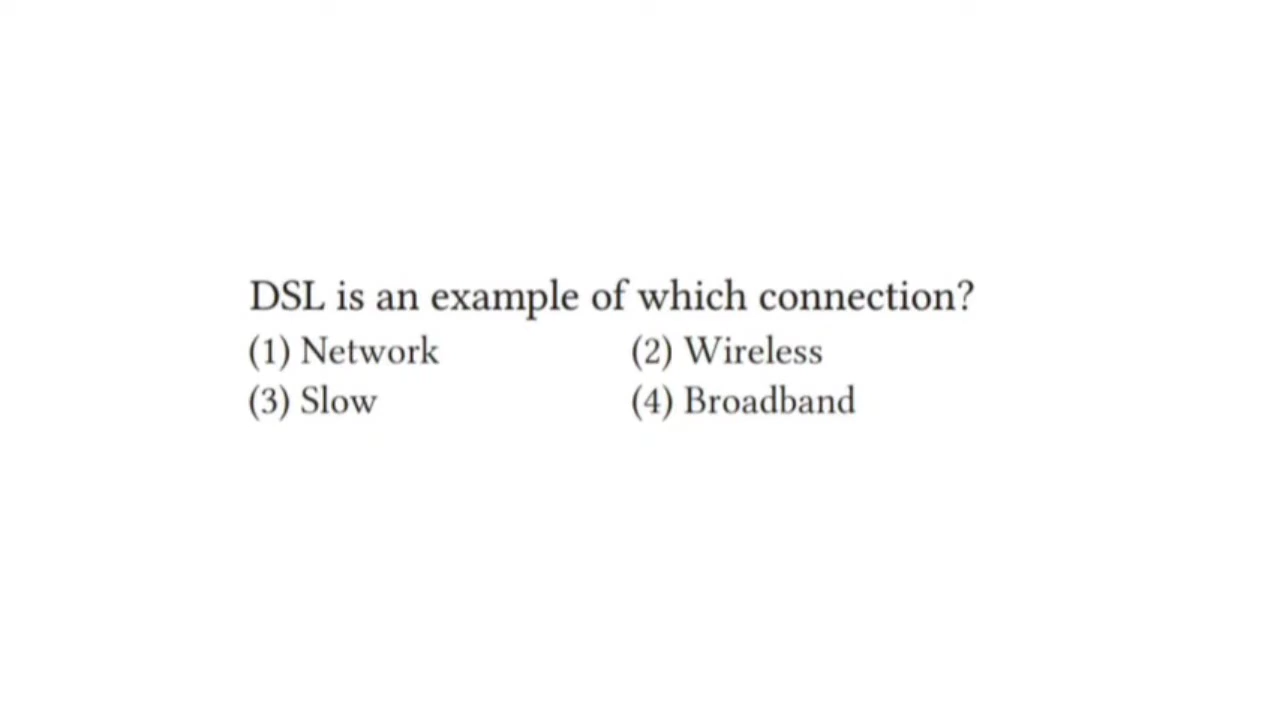 DSL is an example of which connection?
(1) Network (2) Wireless
(3) Slow (4) Broadband